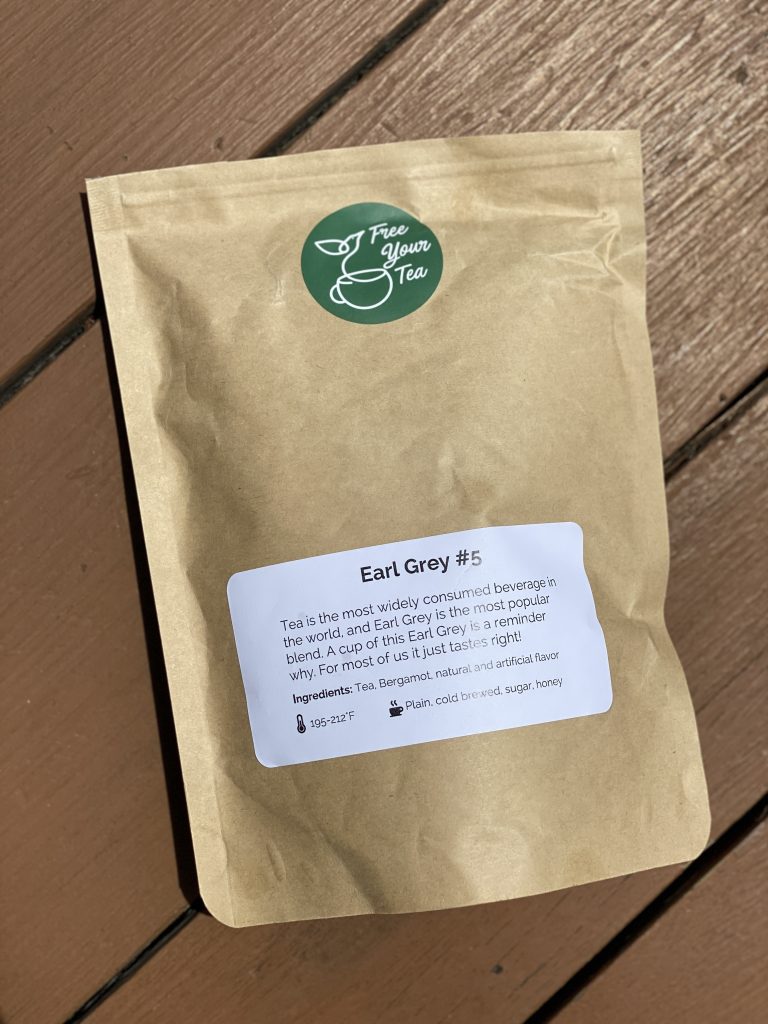 Free
Your
Tea
Earl Grey #5
Tea is the most widely consumed beverage in
the world, and Earl Grey is the most popular
blend. A cup of this Earl Grey is a reminder
why. For most of us it just tastes right!
Ingredients: Tea, Bergamot, natural and artificial flavor
195-212°F Plain, cold brewed, sugar, honey